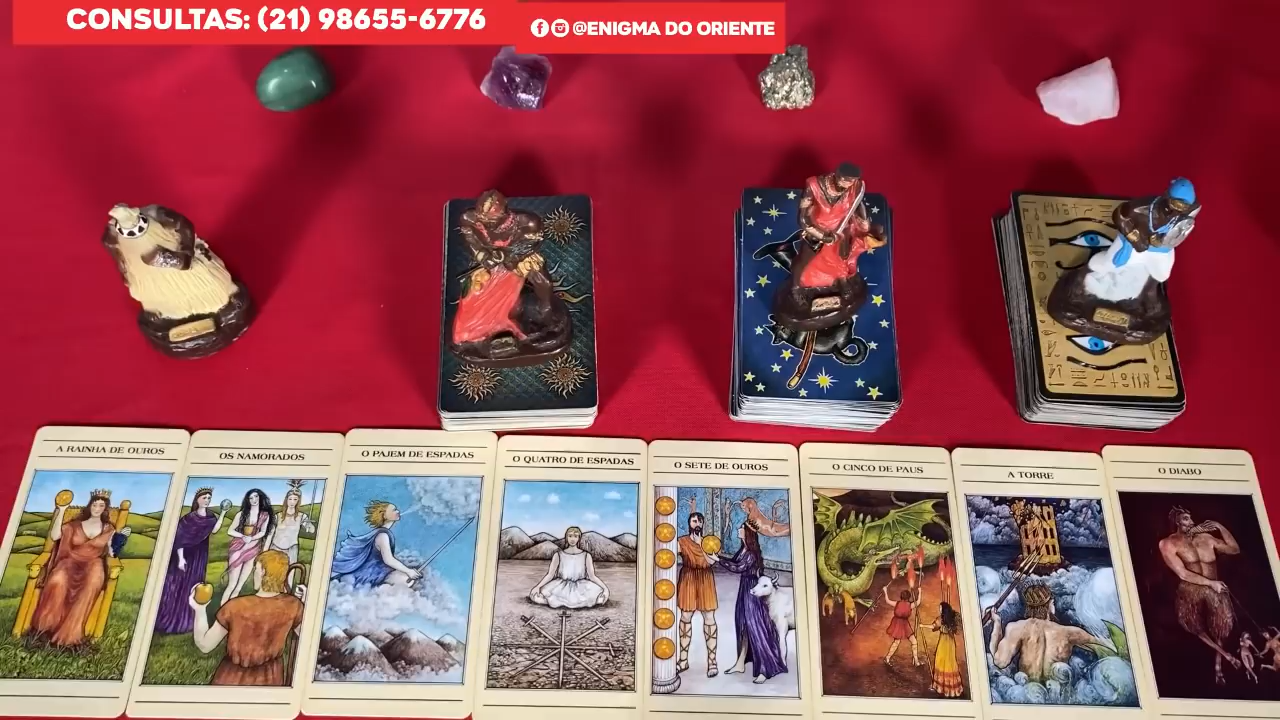 CONSULTAS: (21) 98655-6776
@ENIGMA DO ORIENTE
A RAINHA DE OUROS
OS NAMORADOS
O PAJEM DE ESPADAS
O QUATRO DE ESPADAS
O SETE DE OUROS
O CINCO DE PAUS
A TORRE
O DIABO